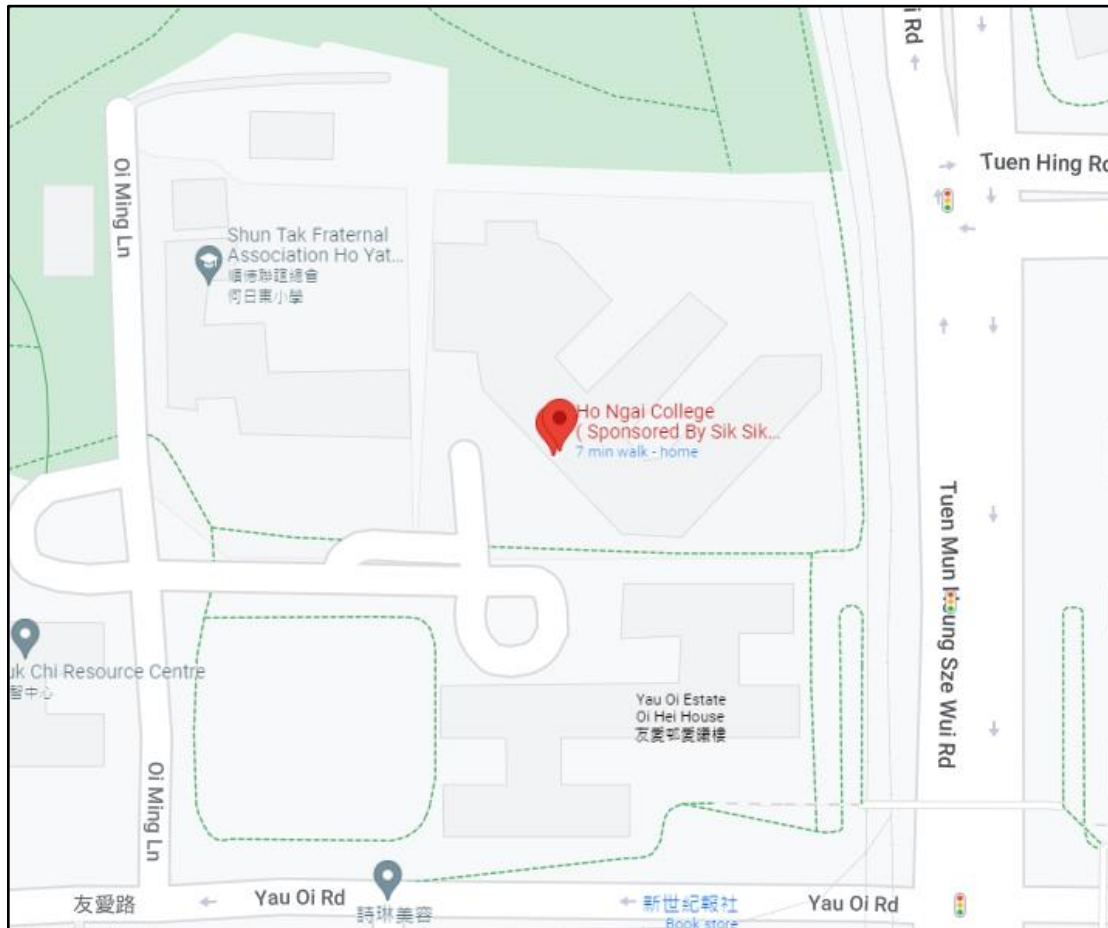 i Rd
Tuen Hing Rd
Oi Ming Ln
Shun Tak Fraternal
Association Ho Yat...
順德聯誼總會
何日東小學
Ho Ngai College
( Sponsored By Sik Sik...
7 min walk - home
Tuen Mun Heung Sze Wui Rd
uk Chi Resource Centre
智中心
Yau Oi Estate
Oi Hei House
友愛邨愛曦樓
Oi Ming Ln
友愛路
Yau Oi Rd
詩琳美容
新世紀報社
Book store
Yau Oi Rd